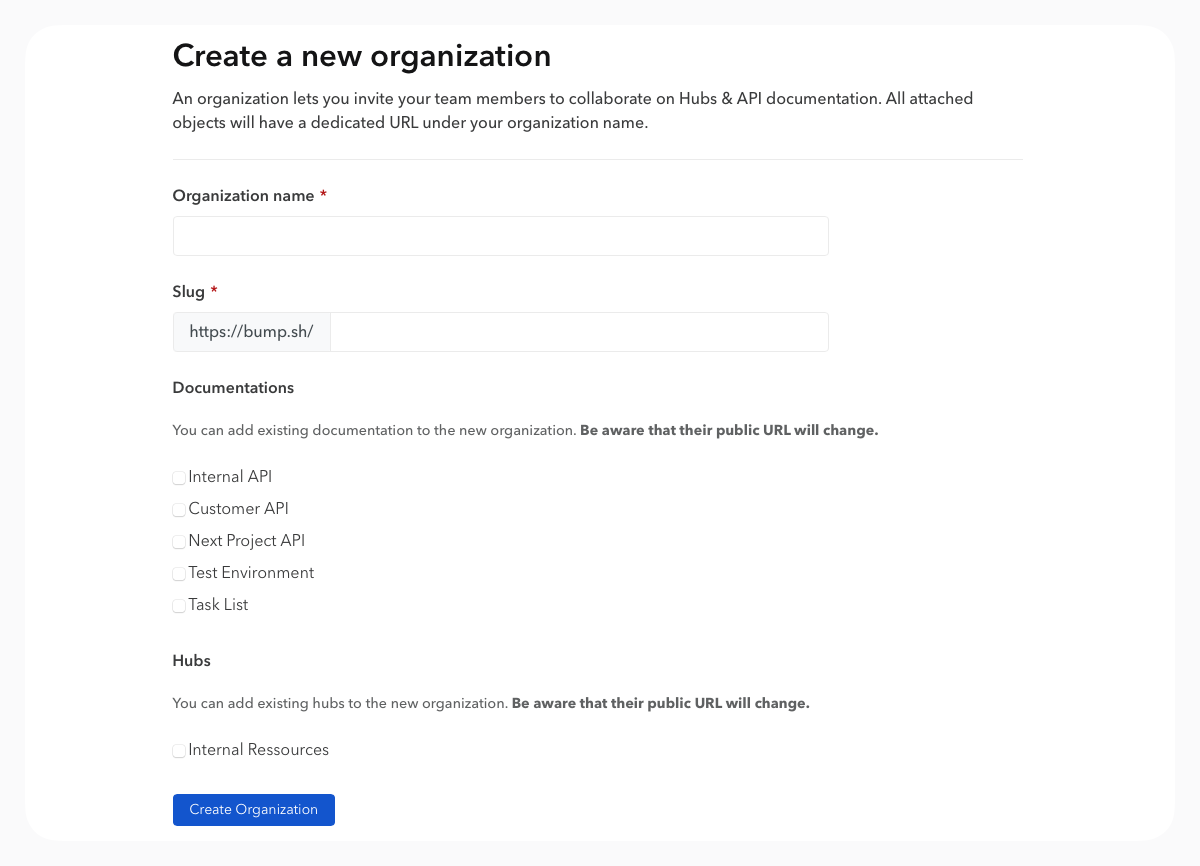 Create a new organization
An organization lets you invite your team members to collaborate on Hubs & API documentation. All attached
objects will have a dedicated URL under your organization name.
Organization name *
Slug *
https://bump.sh/
Documentations
You can add existing documentation to the new organization. Be aware that their public URL will change.
Internal API
Customer API
Next Project API
Test Environment
Task List
Hubs
You can add existing hubs to the new organization. Be aware that their public URL will change.
Internal Ressources
Create Organization